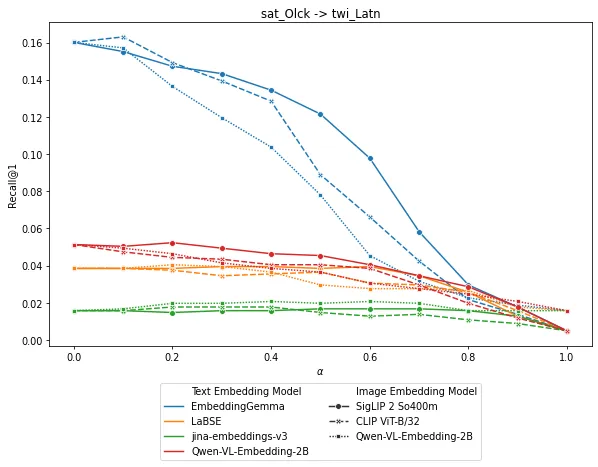 sat_Olck -> twi_Latn
Recall@1
0.16
0.14
0.12
0.10
0.08
0.06
0.04
0.02
0.00
0.0 0.2 0.4 0.6 0.8 1.0
α
Text Embedding Model
EmbeddingGemma
LaBSE
jina-embeddings-v3
Qwen-VL-Embedding-2B
Image Embedding Model
SigLIP 2 So400m
CLIP ViT-B/32
Qwen-VL-Embedding-2B